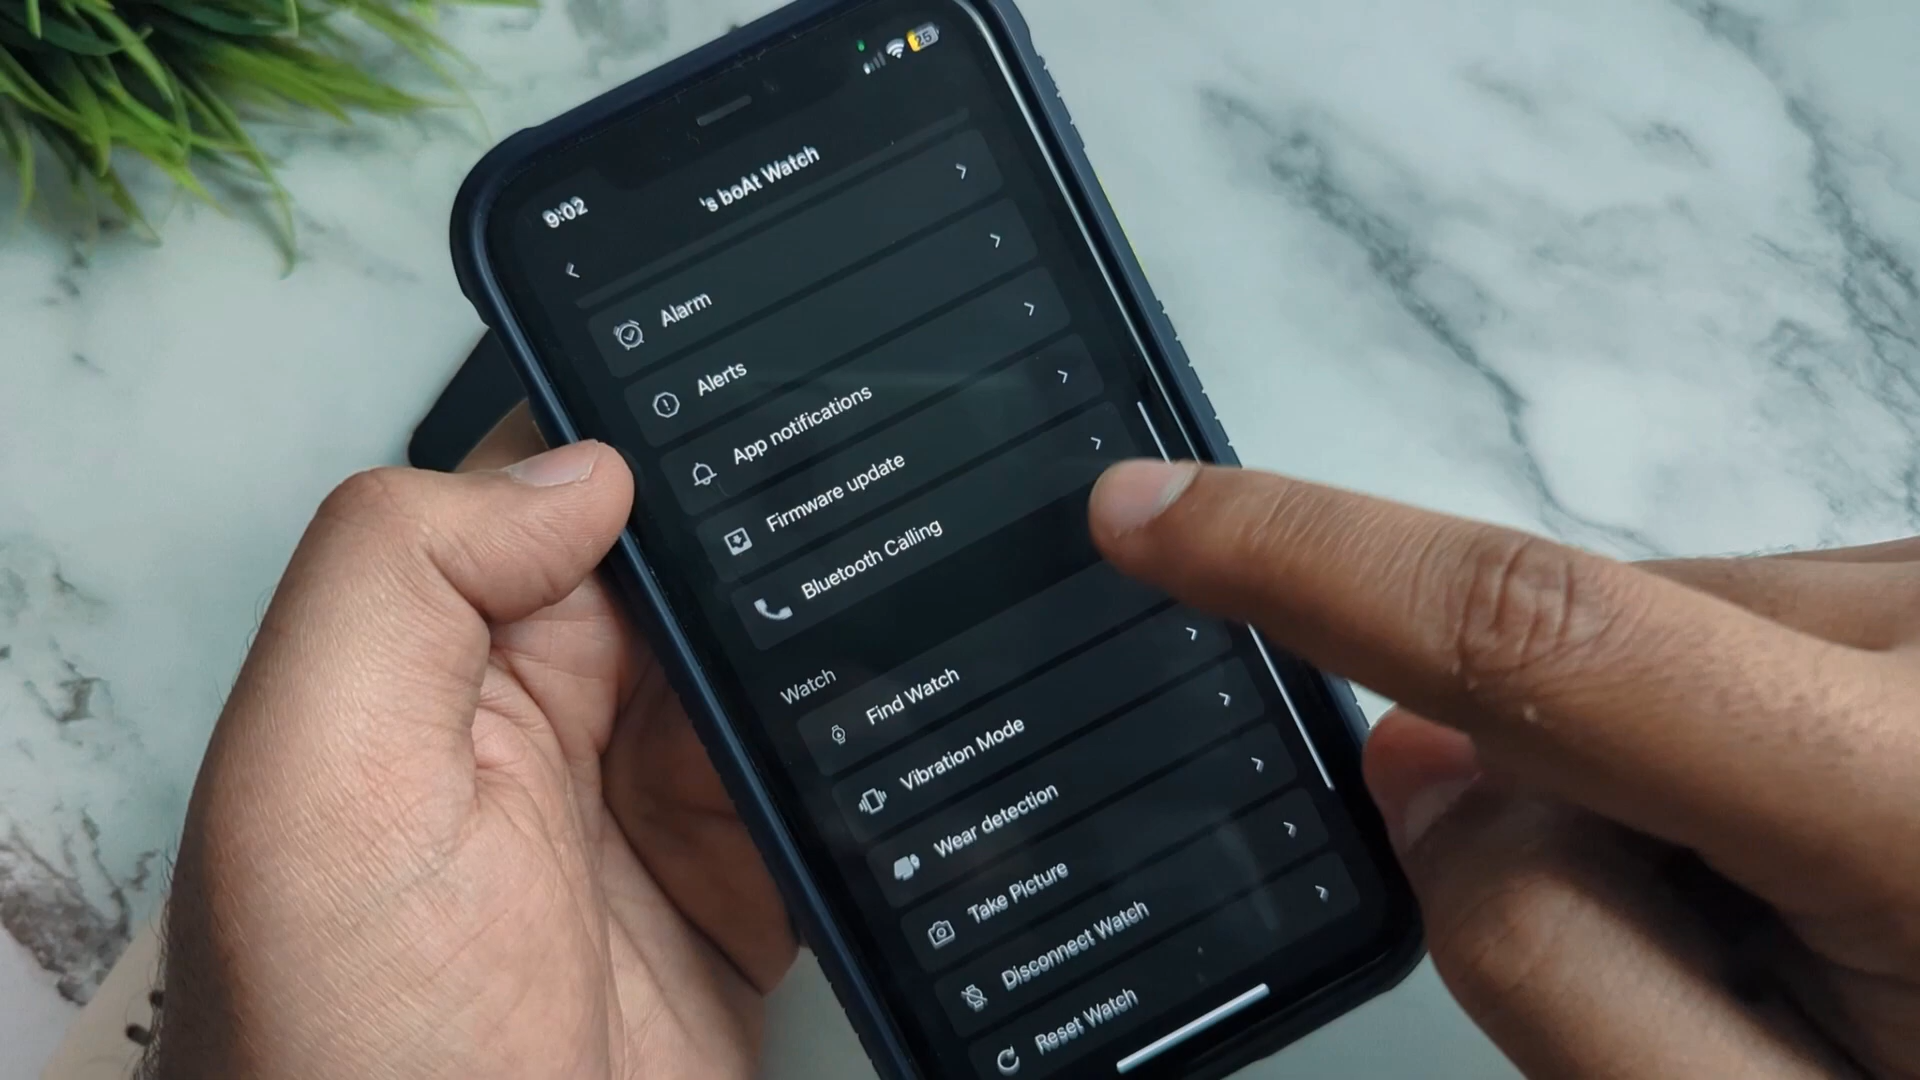 9:02
25
's boAt Watch
Alarm
Alerts
App notifications
Firmware update
Bluetooth Calling
Watch
Find Watch
Vibration Mode
Wear detection
Take Picture
Disconnect Watch
Reset Watch